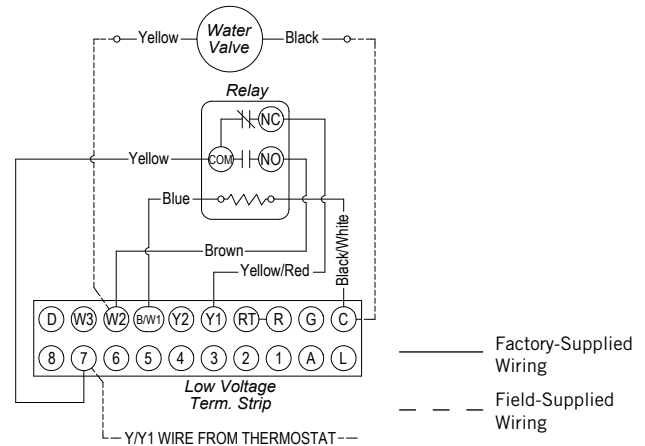 Yellow
Water
Valve
Black
Relay
NC
Yellow
COM
NO
Blue
Black/White
Brown
Yellow/Red
D W3 W2 B/W1 Y2 Y1 RT R G C
8 7 6 5 4 3 2 1 A L
Low Voltage
Term. Strip
Y/Y1 WIRE FROM THERMOSTAT
Factory-Supplied
Wiring
Field-Supplied
Wiring